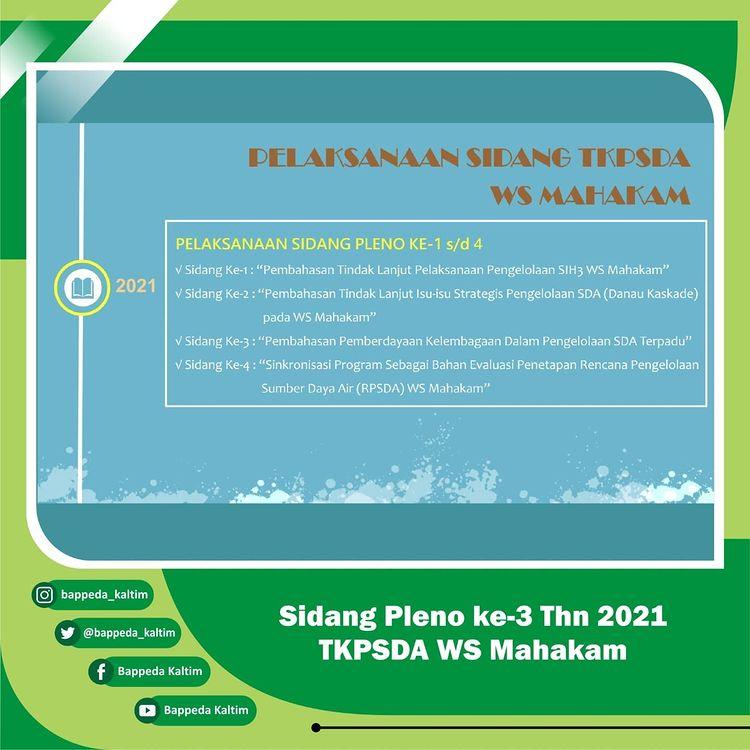 PELAKSANAAN SIDANG TKPSDA
WS MAHAKAM
PELAKSANAAN SIDANG PLENO KE-1 s/d 4
2021
√ Sidang Ke-1 : “Pembahasan Tindak Lanjut Pelaksanaan Pengelolaan SIH3 WS Mahakam”
√ Sidang Ke-2 : “Pembahasan Tindak Lanjut Isu-isu Strategis Pengelolaan SDA (Danau Kaskade)
pada WS Mahakam”
√ Sidang Ke-3 : “Pembahasan Pemberdayaan Kelembagaan Dalam Pengelolaan SDA Terpadu”
√ Sidang Ke-4 : “Sinkronisasi Program Sebagai Bahan Evaluasi Penetapan Rencana Pengelolaan
Sumber Daya Air (RPSDA) WS Mahakam”
bappeda_kaltim
@bappeda_kaltim
Bappeda Kaltim
Bappeda Kaltim
Sidang Pleno ke-3 Thn 2021
TKPSDA WS Mahakam